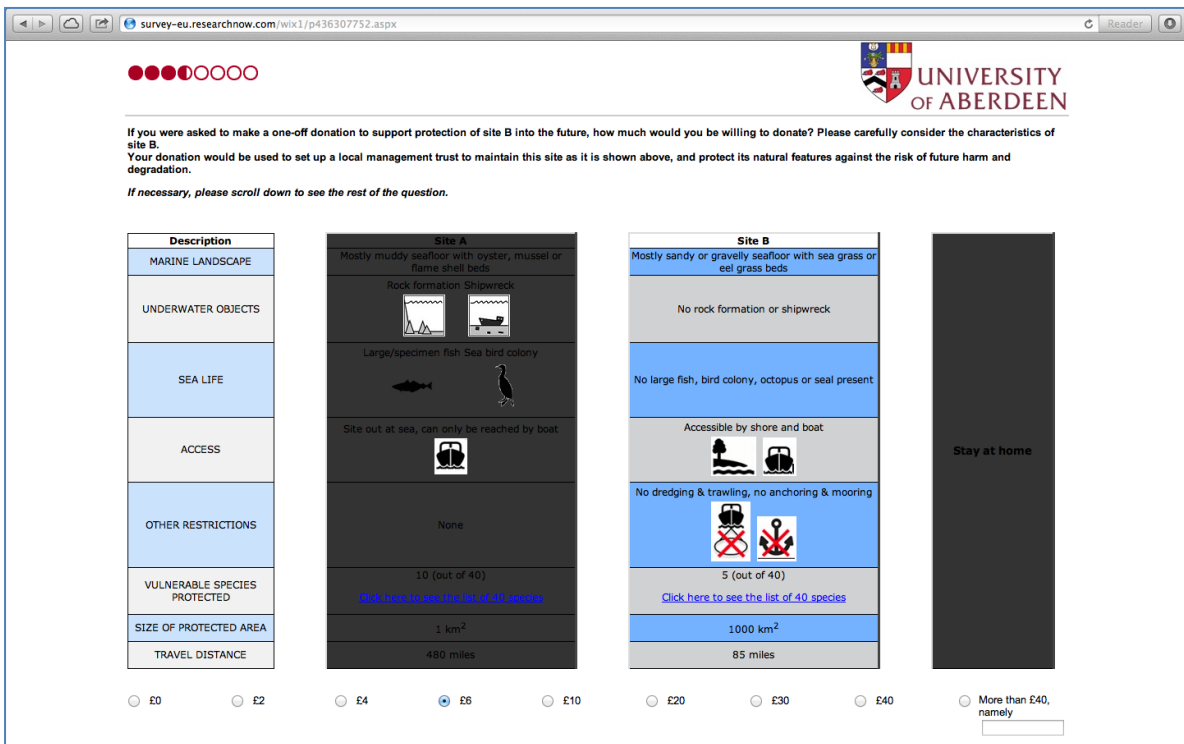 survey-eu.researchnow.com/wix1/p436307752.aspx
Reader
UNIVERSITY
OF ABERDEEN
If you were asked to make a one-off donation to support protection of site B into the future, how much would you be willing to donate? Please carefully consider the characteristics of
site B.
Your donation would be used to set up a local management trust to maintain this site as it is shown above, and protect its natural features against the risk of future harm and
degradation.
If necessary, please scroll down to see the rest of the question.
Description
Site A
Site B
MARINE LANDSCAPE
Mostly muddy seafloor with oyster, mussel or
flame shell beds
Mostly sandy or gravelly seafloor with sea grass or
eel grass beds
UNDERWATER OBJECTS
Rock formation Shipwreck
No rock formation or shipwreck
SEA LIFE
Large/specimen fish Sea bird colony
No large fish, bird colony, octopus or seal present
ACCESS
Site out at sea, can only be reached by boat
Accessible by shore and boat
Stay at home
OTHER RESTRICTIONS
None
No dredging & trawling, no anchoring & mooring
VULNERABLE SPECIES
PROTECTED
10 (out of 40)
Click here to see the list of 40 species
5 (out of 40)
Click here to see the list of 40 species
SIZE OF PROTECTED AREA
1 km²
1000 km²
TRAVEL DISTANCE
480 miles
85 miles
£0 £2 £4 £6 £10 £20 £30 £40 More than £40,
namely